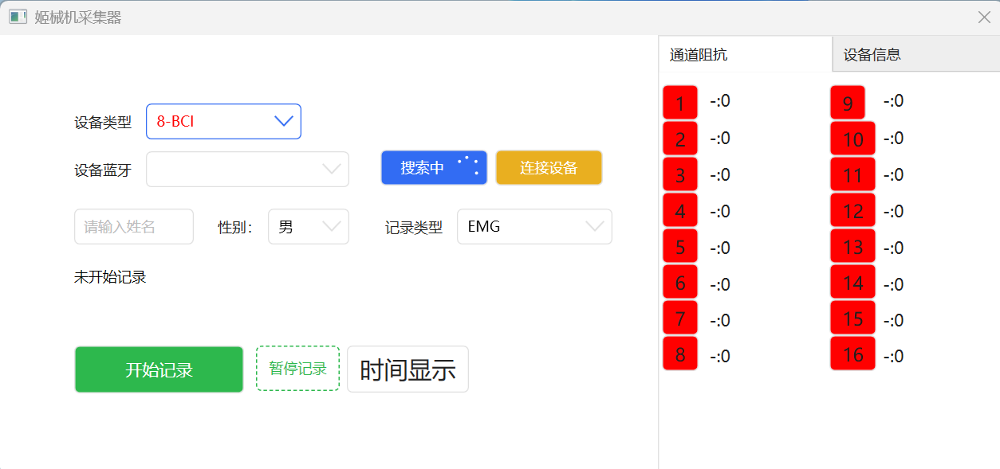 姬械机采集器
设备类型 8-BCI
设备蓝牙 搜索中 连接设备
请输入姓名 性别： 男 记录类型 EMG
未开始记录
开始记录 暂停记录 时间显示
通道阻抗 设备信息
1 -:0 9 -:0
2 -:0 10 -:0
3 -:0 11 -:0
4 -:0 12 -:0
5 -:0 13 -:0
6 -:0 14 -:0
7 -:0 15 -:0
8 -:0 16 -:0